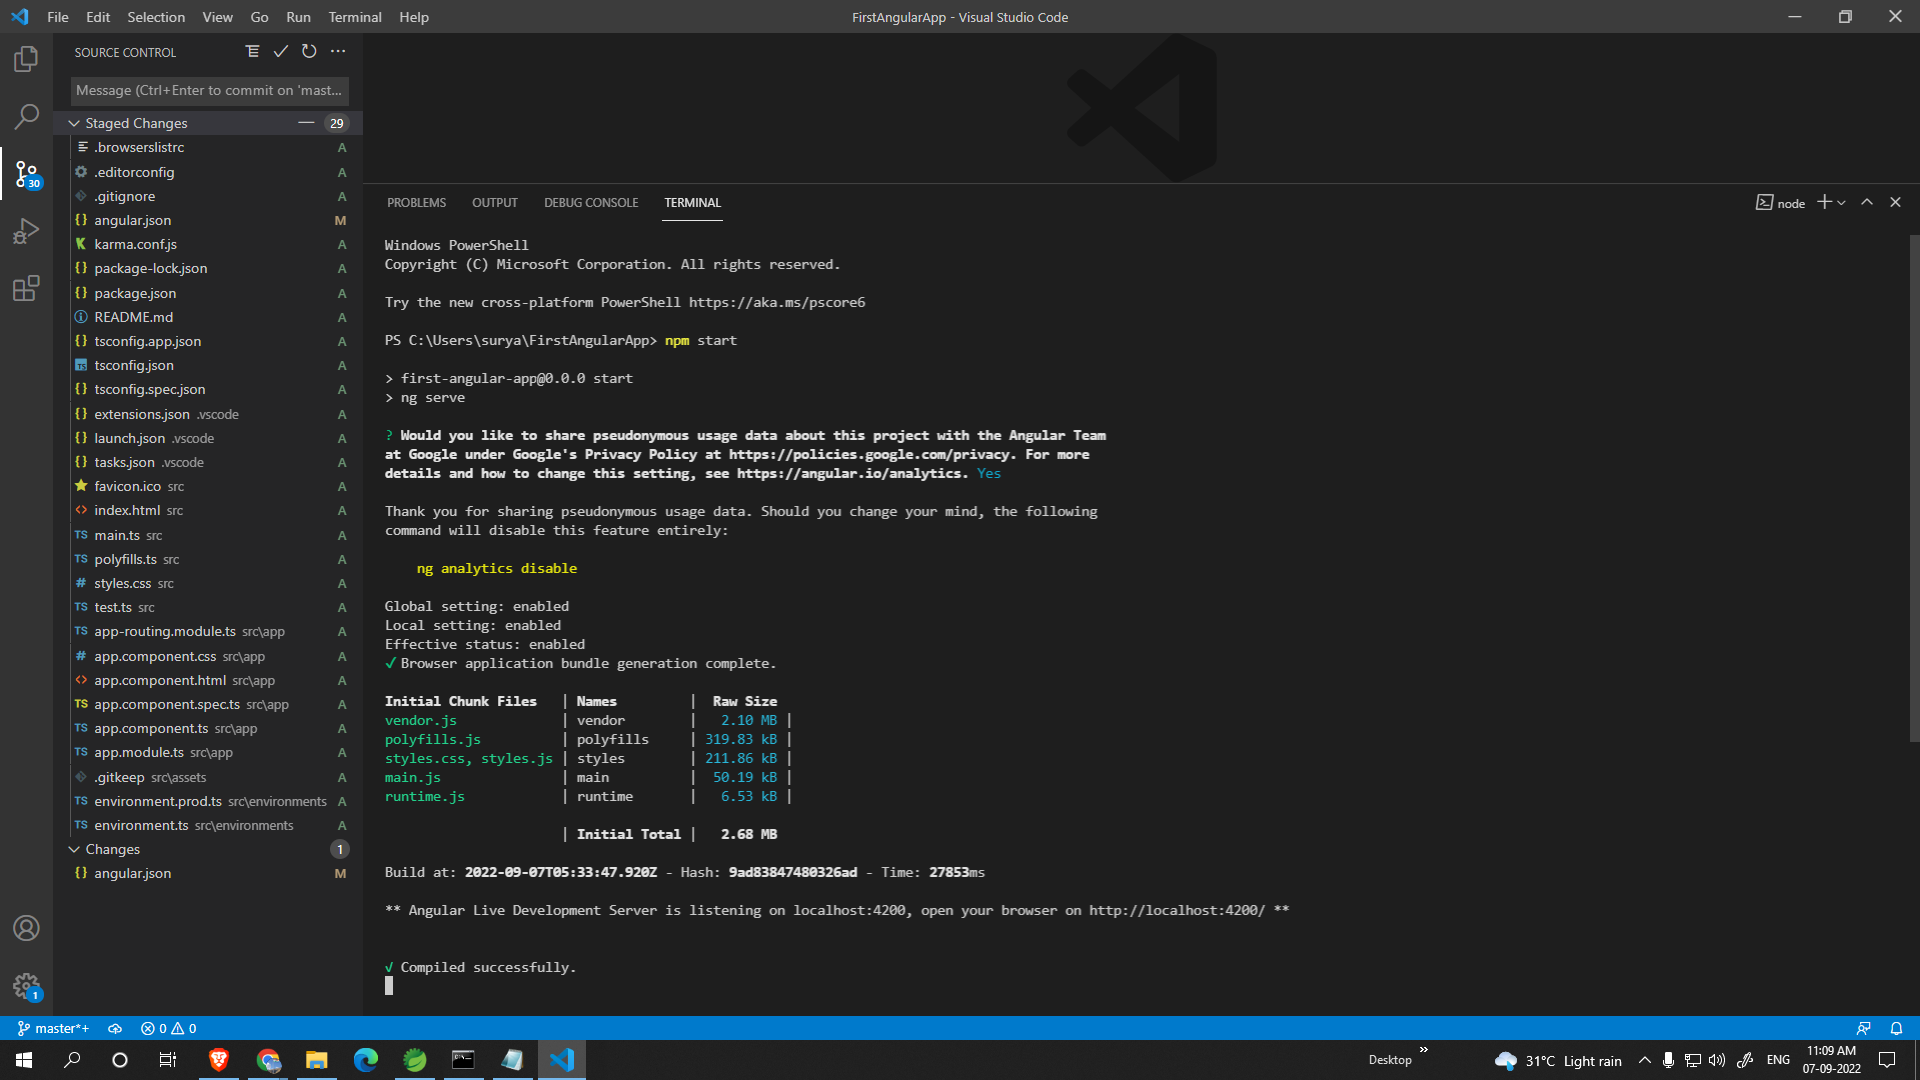 File Edit Selection View Go Run Terminal Help
FirstAngularApp - Visual Studio Code
SOURCE CONTROL
Message (Ctrl+Enter to commit on 'mast...
Staged Changes 29
.browserslistrc A
.editorconfig A
.gitignore A
{} angular.json M
karma.conf.js A
{} package-lock.json A
{} package.json A
README.md A
{} tsconfig.app.json A
TS tsconfig.json A
{} tsconfig.spec.json A
{} extensions.json .vscode A
{} launch.json .vscode A
{} tasks.json .vscode A
favicon.ico src A
<> index.html src A
TS main.ts src A
TS polyfills.ts src A
# styles.css src A
TS test.ts src A
TS app-routing.module.ts src\app A
# app.component.css src\app A
<> app.component.html src\app A
TS app.component.spec.ts src\app A
TS app.component.ts src\app A
TS app.module.ts src\app A
.gitkeep src\assets A
TS environment.prod.ts src\environments A
TS environment.ts src\environments A
Changes 1
{} angular.json M
30
1
PROBLEMS OUTPUT DEBUG CONSOLE TERMINAL
node
Windows PowerShell
Copyright (C) Microsoft Corporation. All rights reserved.
Try the new cross-platform PowerShell https://aka.ms/pscore6
PS C:\Users\surya\FirstAngularApp> npm start
> first-angular-app@0.0.0 start
> ng serve
? Would you like to share pseudonymous usage data about this project with the Angular Team
at Google under Google's Privacy Policy at https://policies.google.com/privacy. For more
details and how to change this setting, see https://angular.io/analytics. Yes
Thank you for sharing pseudonymous usage data. Should you change your mind, the following
command will disable this feature entirely:
ng analytics disable
Global setting: enabled
Local setting: enabled
Effective status: enabled
√ Browser application bundle generation complete.
Initial Chunk Files | Names | Raw Size
vendor.js | vendor | 2.10 MB |
polyfills.js | polyfills | 319.83 kB |
styles.css, styles.js | styles | 211.86 kB |
main.js | main | 50.19 kB |
runtime.js | runtime | 6.53 kB |
| Initial Total | 2.68 MB
Build at: 2022-09-07T05:33:47.920Z - Hash: 9ad83847480326ad - Time: 27853ms
** Angular Live Development Server is listening on localhost:4200, open your browser on http://localhost:4200/ **
√ Compiled successfully.
master*+ 0 0
Desktop » 31°C Light rain ENG 11:09 AM
07-09-2022